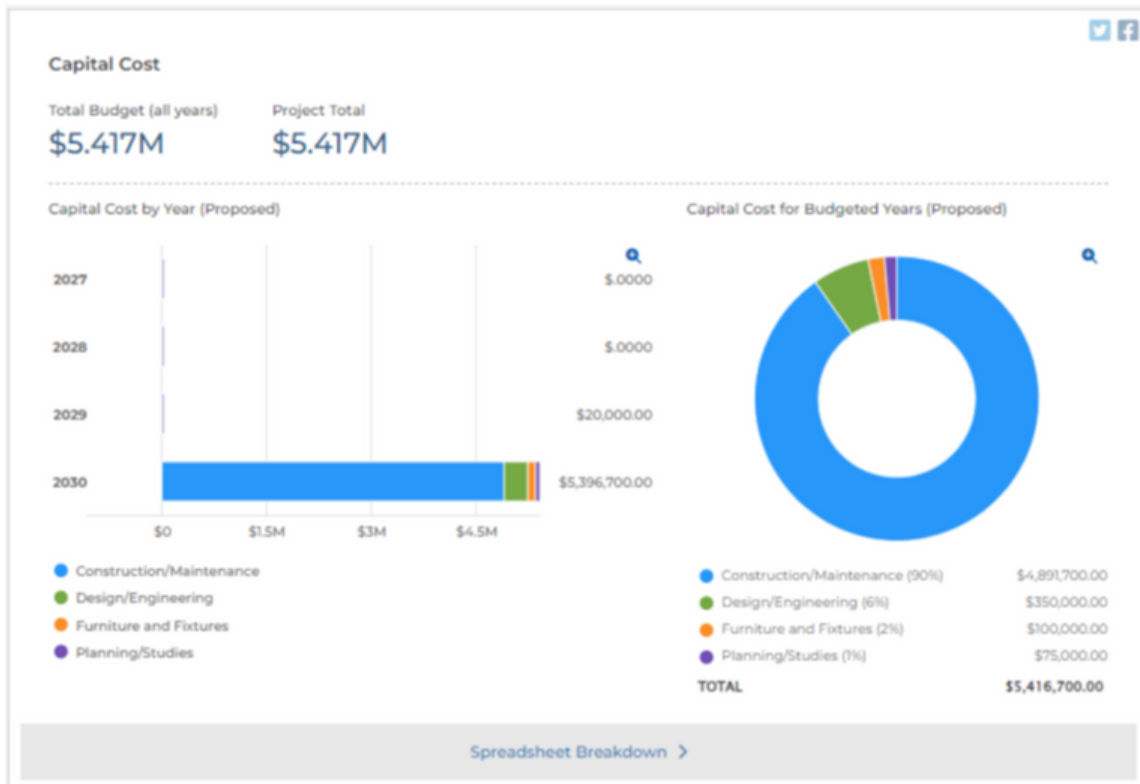 Capital Cost
Total Budget (all years) Project Total
$5.417M $5.417M
Capital Cost by Year (Proposed)
2027 $.0000
2028 $.0000
2029 $20,000.00
2030 $5,396,700.00
$0 $1.5M $3M $4.5M
Construction/Maintenance
Design/Engineering
Furniture and Fixtures
Planning/Studies
Capital Cost for Budgeted Years (Proposed)
Construction/Maintenance (90%) $4,891,700.00
Design/Engineering (6%) $350,000.00
Furniture and Fixtures (2%) $100,000.00
Planning/Studies (1%) $75,000.00
TOTAL $5,416,700.00
Spreadsheet Breakdown